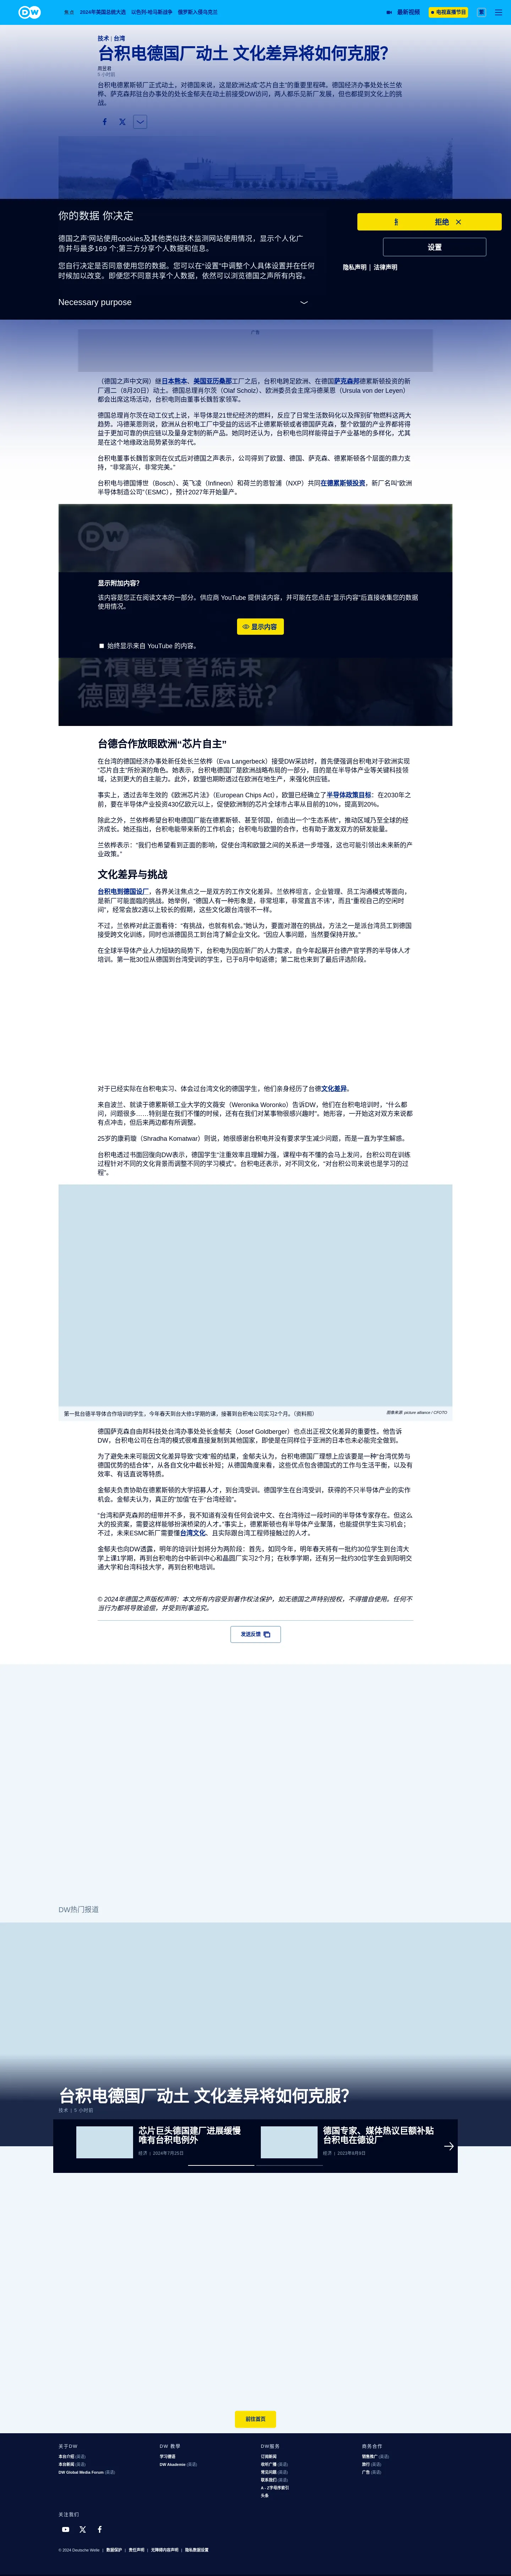 DW
焦点
2024年美国总统大选
以色列-哈马斯战争
俄罗斯入侵乌克兰
最新视频
电视直播节目
繁
技术 | 台湾
台积电德国厂动土 文化差异将如何克服?
周慧君
5 小时前
台积电德累斯顿厂正式动土，对德国来说，这是欧洲达成“芯片自主”的重要里程碑。德国经济办事处处长兰依
桦、萨克森邦驻台办事处的处长金郁夫在动土前接受DW访问，两人都乐见新厂发展，但也都提到文化上的挑
战。
你的数据 你决定
德国之声 网站使用cookies及其他类似技术监测网站使用情况，显示个人化广
告并与最多169 个 第三方分享个人数据和信息。
您自行决定是否同意使用您的数据。您可以在“设置”中调整个人具体设置并在任何
时候加以改变。即便您不同意共享个人数据，依然可以浏览德国之声所有内容。
Necessary purpose
拒绝
设置
隐私声明 | 法律声明
广告
（德国之声中文网）继日本熊本、美国亚历桑那工厂之后，台积电跨足欧洲、在德国萨克森邦德累斯顿投资的新
厂周二（8月20日）动土。德国总理肖尔茨（Olaf Scholz）、欧洲委员会主席冯德莱恩（Ursula von der Leyen）
都会出席这场活动，台积电则由董事长魏哲家领军。
德国总理肖尔茨在动工仪式上说，半导体是21世纪经济的燃料，反应了日常生活数码化以及挥别矿物燃料这两大
趋势。冯德莱恩则说，欧洲从台积电工厂中受益的远远不止德累斯顿或者德国萨克森，整个欧盟的产业界都将得
益于更加可靠的供应链以及量身定制的新产品。她同时还认为，台积电也同样能得益于产业基地的多样化，尤其
是在这个地缘政治局势紧张的年代。
台积电董事长魏哲家则在仪式后对德国之声表示，公司得到了欧盟、德国、萨克森、德累斯顿各个层面的鼎力支
持，“非常高兴，非常完美。”
台积电与德国博世（Bosch）、英飞凌（Infineon）和荷兰的恩智浦（NXP）共同在德累斯顿投资，新厂名叫“欧洲
半导体制造公司”（ESMC），预计2027年开始量产。
显示附加内容?
该内容是您正在阅读文本的一部分。供应商 YouTube 提供该内容，并可能在您点击“显示内容”后直接收集您的数据
使用情况。
显示内容
始终显示来自 YouTube 的内容。
台積電實習結束
德國學生怎麼說?
台德合作放眼欧洲“芯片自主”
在台湾的德国经济办事处新任处长兰依桦（Eva Langerbeck）接受DW采访时，首先便强调台积电对于欧洲实现
“芯片自主”所扮演的角色。她表示，台积电德国厂是欧洲战略布局的一部分，目的是在半导体产业等关键科技领
域，达到更大的自主能力。此外，欧盟也期盼透过在欧洲在地生产，来强化供应链。
事实上，透过去年生效的《欧洲芯片法》（European Chips Act），欧盟已经确立了半导体政策目标：在2030年之
前，要在半导体产业投资430亿欧元以上，促使欧洲制的芯片全球市占率从目前的10%，提高到20%。
除此之外，兰依桦希望台积电德国厂能在德累斯顿、甚至邻国，创造出一个“生态系统”，推动区域乃至全球的经
济成长。她还指出，台积电能带来新的工作机会；台积电与欧盟的合作，也有助于激发双方的研发能量。
兰依桦表示：“我们也希望看到正面的影响，促使台湾和欧盟之间的关系进一步增强，这也可能引领出未来新的产
业政策。”
文化差异与挑战
台积电到德国设厂，各界关注焦点之一是双方的工作文化差异。兰依桦坦言，企业管理、员工沟通模式等面向，
是新厂可能面临的挑战。她举例，“德国人有一种形象是，非常坦率，非常直言不讳”，而且“重视自己的空闲时
间”，经常会放2週以上较长的假期，这些文化跟台湾很不一样。
不过，兰依桦对此正面看待：“有挑战，也就有机会。”她认为，要面对潜在的挑战，方法之一是派台湾员工到德国
接受跨文化训练，同时也派德国员工到台湾了解企业文化。“因应人事问题，当然要保持开放。”
在全球半导体产业人力短缺的局势下，台积电为因应新厂的人力需求，自今年起展开台德产官学界的半导体人才
培训。第一批30位从德国到台湾受训的学生，已于8月中旬返德；第二批也来到了最后评选阶段。
对于已经实际在台积电实习、体会过台湾文化的德国学生，他们亲身经历了台德文化差异。
来自波兰、就读于德累斯顿工业大学的文薇安（Weronika Woronko）告诉DW，他们在台积电培训时，“什么都
问，问题很多……特别是在我们不懂的时候，还有在我们对某事物很感兴趣时”。她形容，一开始这对双方来说都
有点冲击，但后来两边都有所调整。
25岁的康莉璇（Shradha Komatwar）则说，她很感谢台积电并没有要求学生减少问题，而是一直为学生解惑。
台积电透过书面回復向DW表示，德国学生“注重效率且理解力强，课程中有不懂的会马上发问，台积公司在训练
过程针对不同的文化背景而调整不同的学习模式”。台积电还表示，对不同文化，“对台积公司来说也是学习的过
程”。
第一批台德半导体合作培训的学生，今年春天到台大修1学期的课，接著到台积电公司实习2个月。（资料照）
图像来源: picture alliance / CFOTO
德国萨克森自由邦科技处台湾办事处处长金郁夫（Josef Goldberger）也点出正视文化差异的重要性。他告诉
DW，台积电公司在台湾的模式很难直接复制到其他国家，即使是在同样位于亚洲的日本也未必能完全做到。
为了避免未来可能因文化差异导致“灾难”般的结果，金郁夫认为，台积电德国厂理想上应该要是一种“台湾优势与
德国优势的结合体”，从各自文化中截长补短；从德国角度来看，这些优点包含德国式的工作与生活平衡，以及有
效率、有话直说等特质。
金郁夫负责协助在德累斯顿的大学招募人才，到台湾受训。德国学生在台湾受训，获得的不只半导体产业的实作
机会。金郁夫认为，真正的“加值”在于“台湾经验”。
“台湾和萨克森邦的纽带并不多，我不知道有没有任何会说中文、在台湾待过一段时间的半导体专家存在。但这么
大的投资案，需要这样能够扮演桥梁的人才。”事实上，德累斯顿本身就有半导体产业聚落，也能提供学生实习机会；
不过，未来ESMC新厂需要懂台湾文化、且实际跟台湾工程师接触过的人才。
金郁夫也向DW透露，明年的培训计划将分为两阶段：首先，如同今年，明年春天将有一批约30位学生到台湾大
学上课1学期，再到台积电的台中新训中心和晶圆厂实习2个月；在秋季学期，还有另一批约30位学生会到阳明交
通大学和台湾科技大学，再到台积电培训。
© 2024年德国之声版权声明：本文所有内容受到著作权法保护，如无德国之声特别授权，不得擅自使用。任何不
当行为都将导致追偿，并受到刑事追究。
发送反馈
DW热门报道
台积电德国厂动土 文化差异将如何克服?
技术 | 5 小时前
芯片巨头德国建厂进展缓慢
唯有台积电例外
经济 | 2024年7月25日
德国专家、媒体热议巨额补贴
台积电在德设厂
经济 | 2023年8月9日
前往首页
关于DW
本台介绍 (英语)
本台新闻 (英语)
DW Global Media Forum (英语)
DW 教学
学习德语
DW Akademie (英语)
DW服务
订阅新闻
收听广播 (英语)
常见问题 (英语)
联系我们 (英语)
A - Z字母序索引
头条
商务合作
销售推广 (英语)
旅行 (英语)
广告 (英语)
关注我们
© 2024 Deutsche Welle | 数据保护 | 责任声明 | 无障碍内容声明 | 隐私数据设置